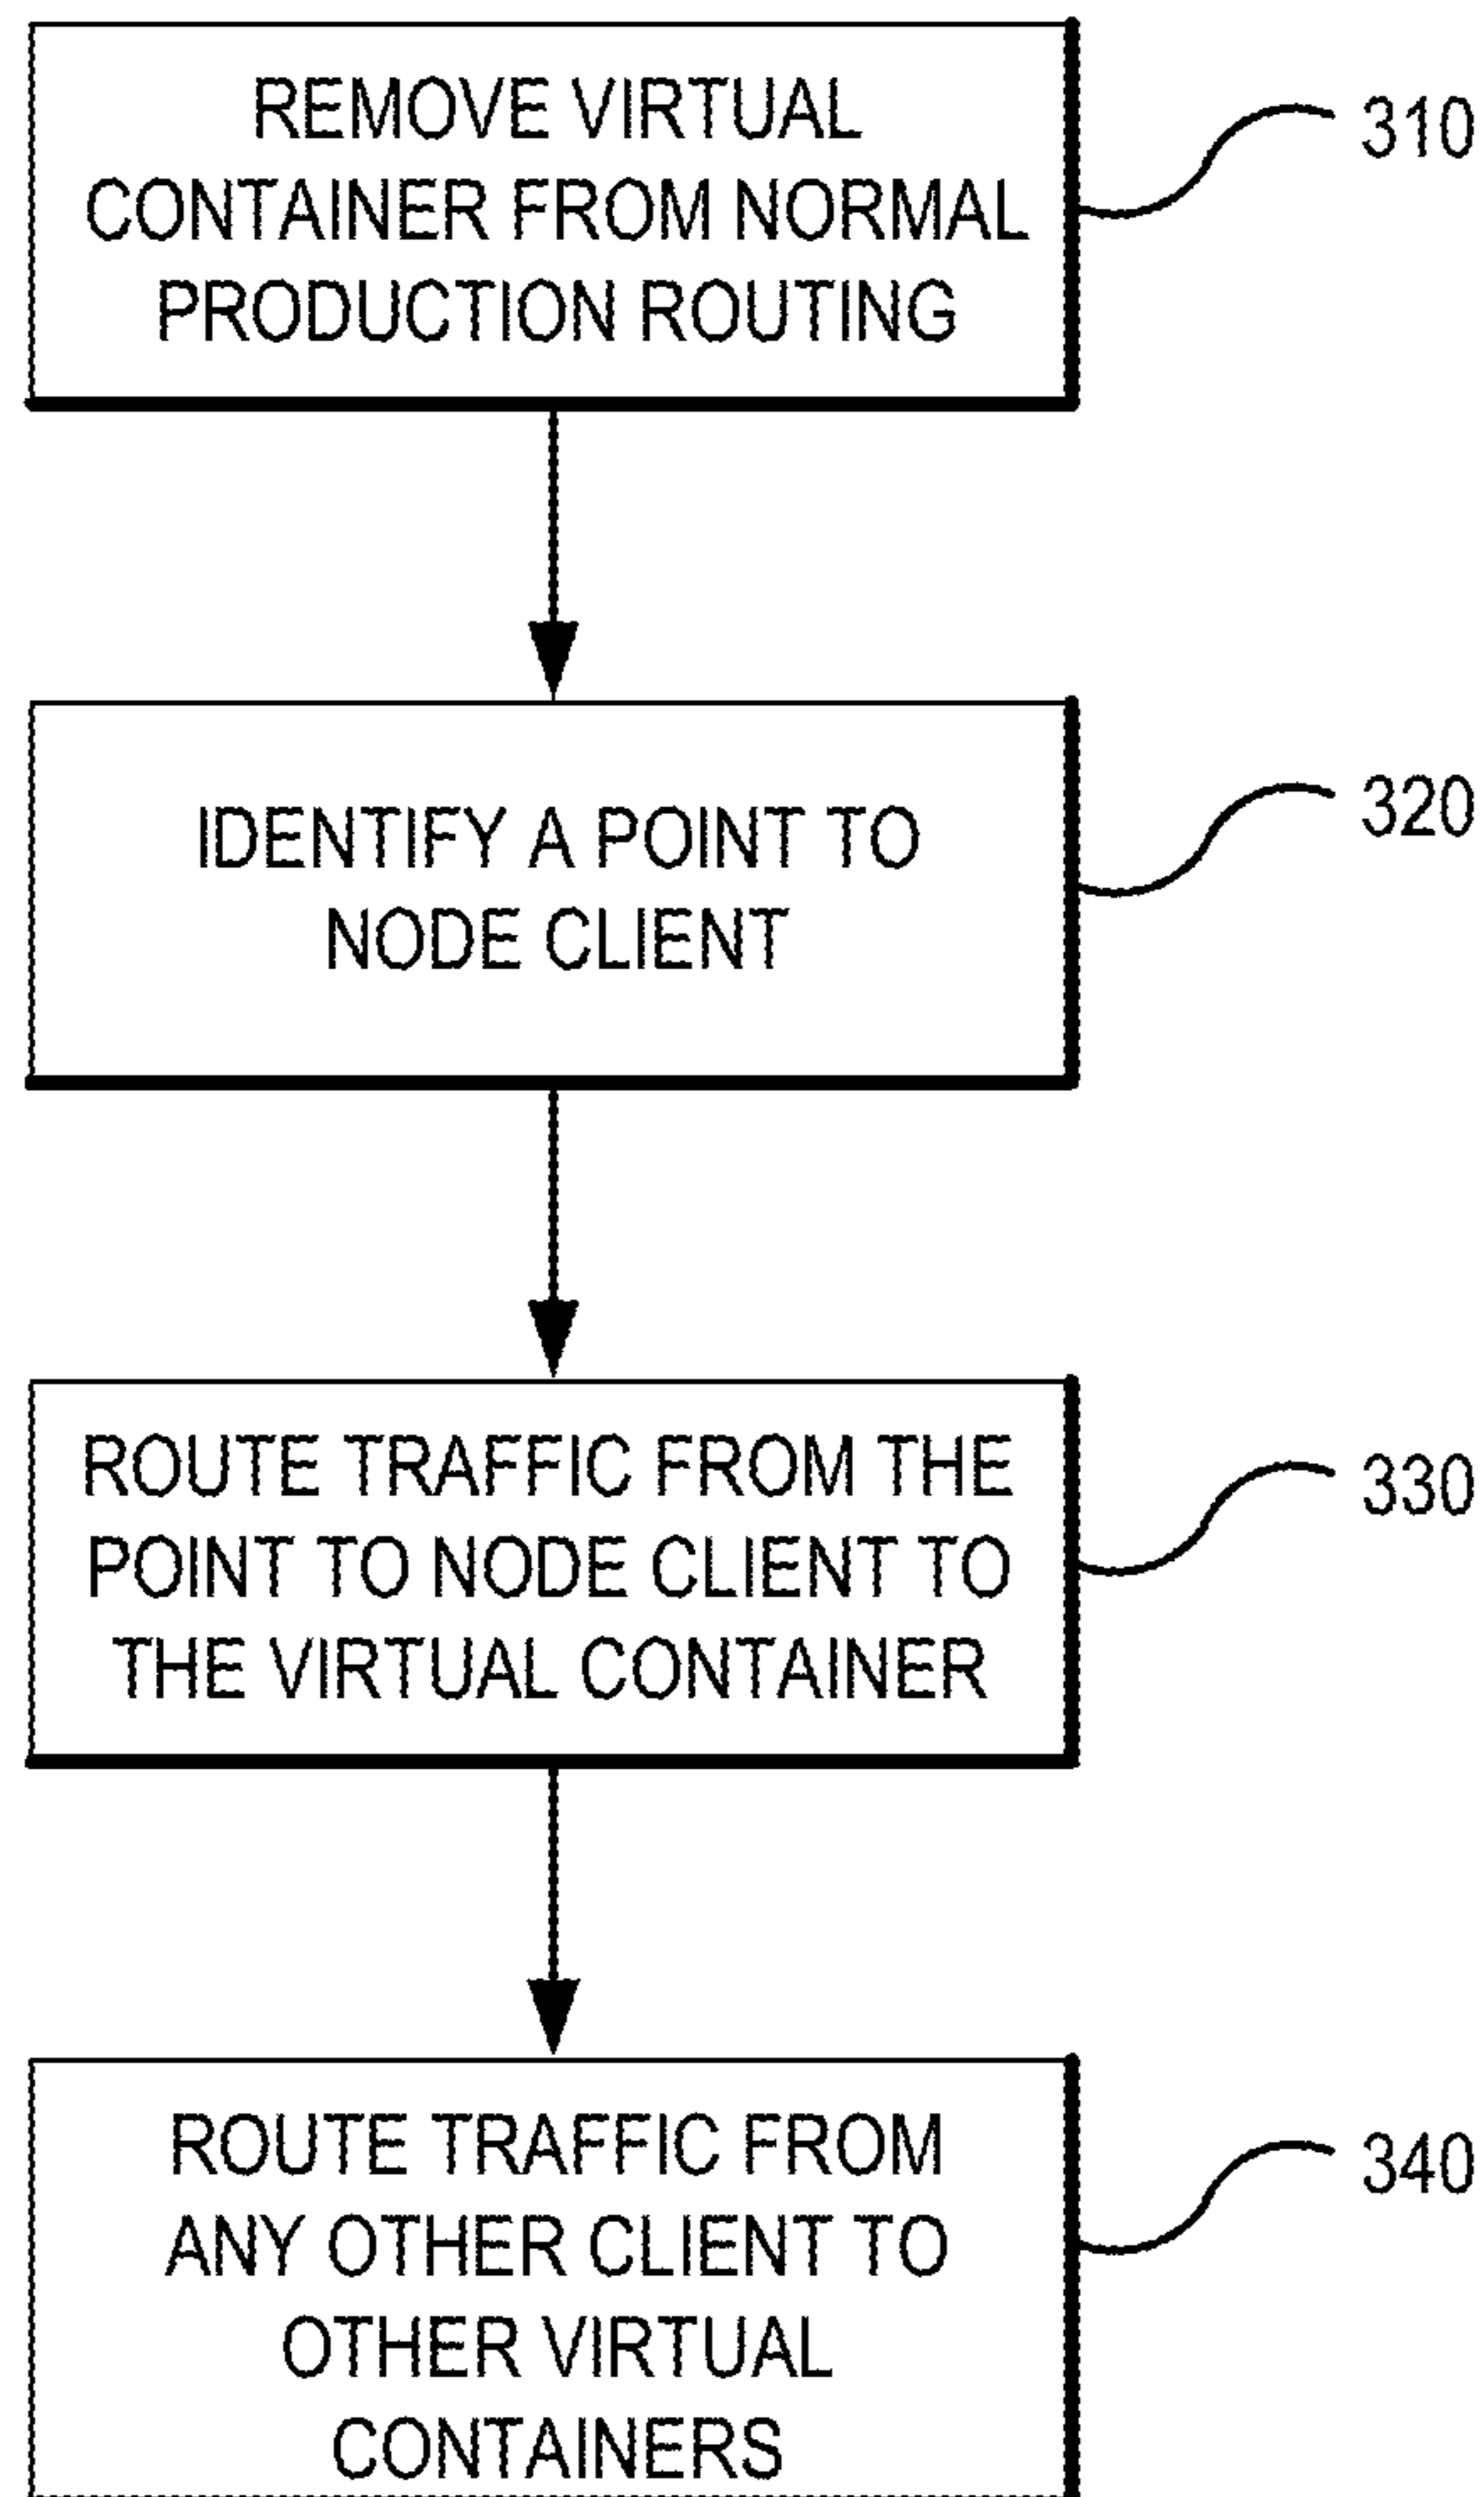 REMOVE VIRTUAL
CONTAINER FROM NORMAL
PRODUCTION ROUTING
310
IDENTIFY A POINT TO
NODE CLIENT
320
ROUTE TRAFFIC FROM THE
POINT TO NODE CLIENT TO
THE VIRTUAL CONTAINER
330
ROUTE TRAFFIC FROM
ANY OTHER CLIENT TO
OTHER VIRTUAL
CONTAINERS
340